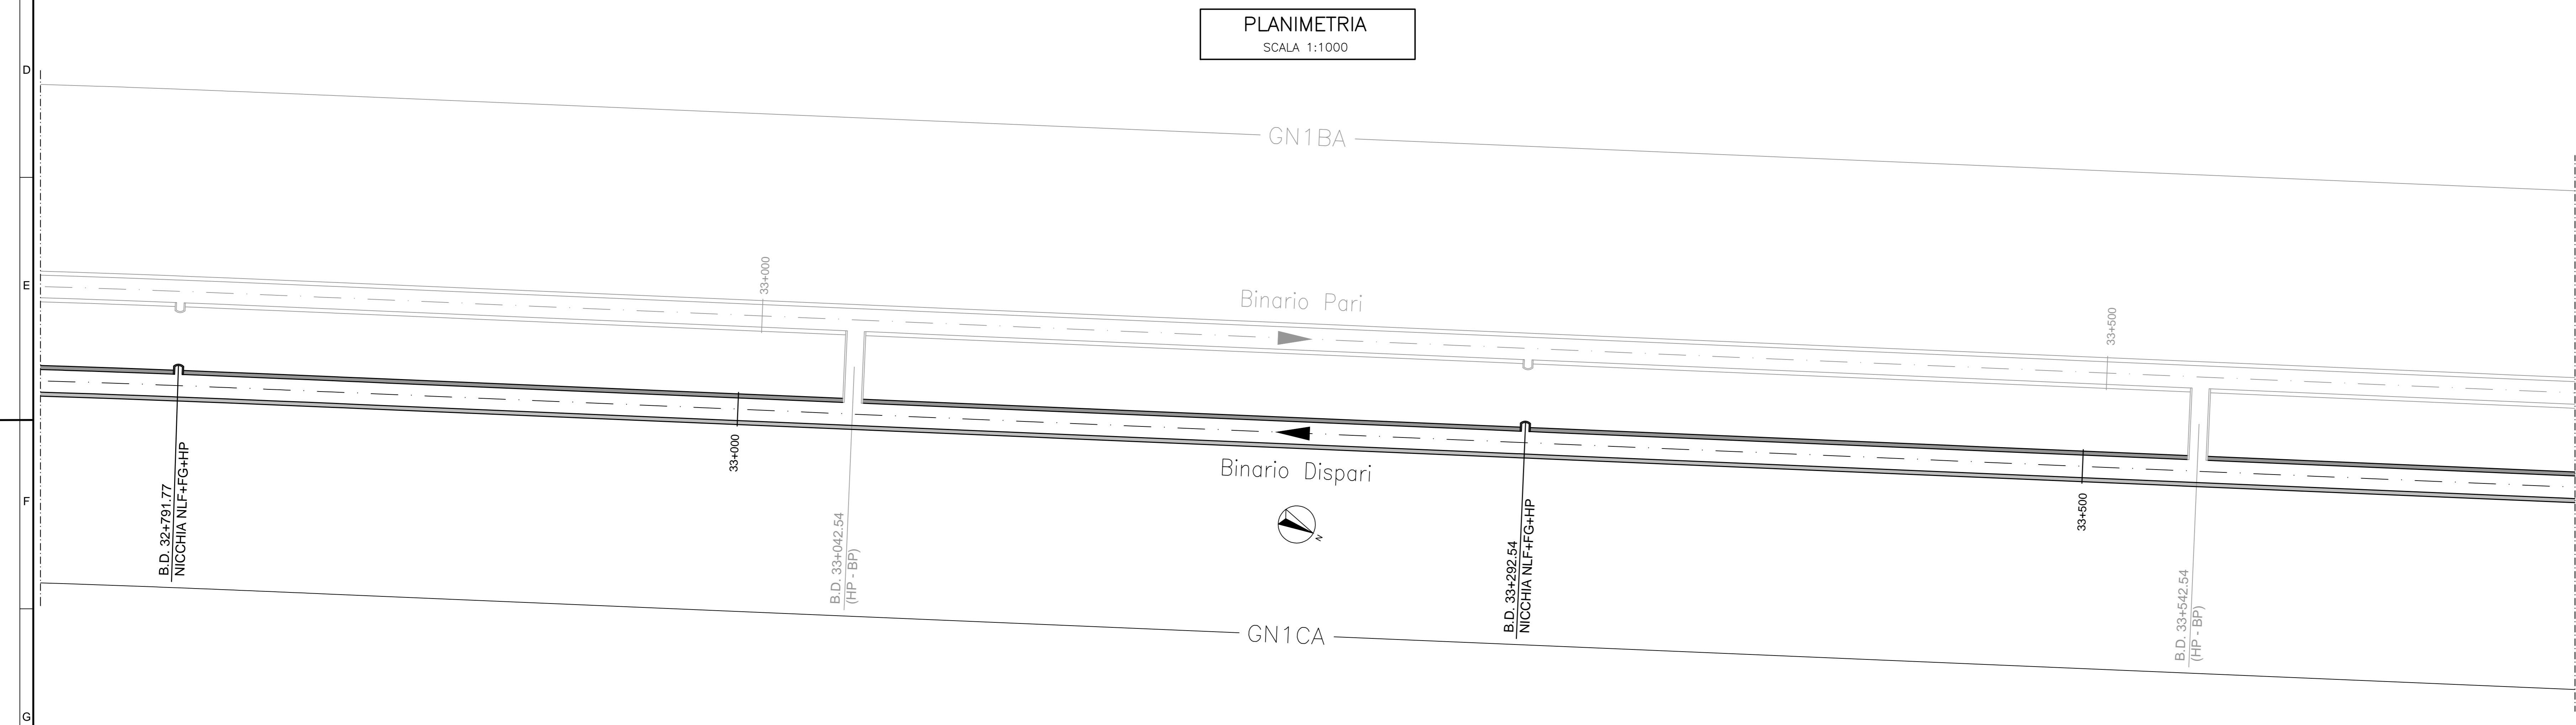 PLANIMETRIA
SCALA 1:1000
D
GN1BA
E
33+000
Binario Pari
33+500
33+000
Binario Dispari
33+500
F
B.D. 32+791.77
NICCHIA NLF+FG+HP
B.D. 33+042.54
(HP - BP)
N
B.D. 33+292.54
NICCHIA NLF+FG+HP
B.D. 33+542.54
(HP - BP)
GN1CA
G